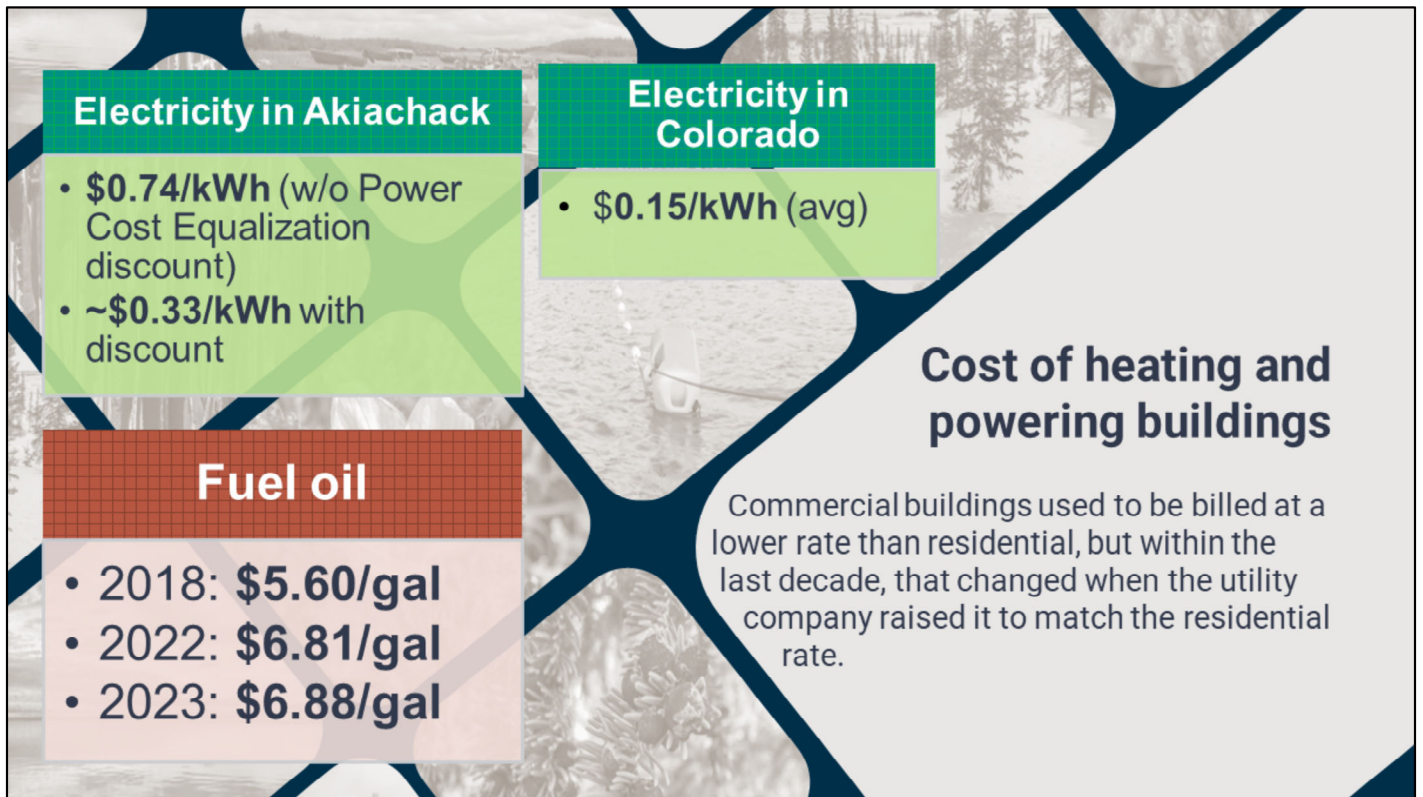 Electricity in Akiachack
• $0.74/kWh (w/o Power
Cost Equalization
discount)
• ~$0.33/kWh with
discount
Electricity in
Colorado
• $0.15/kWh (avg)
Fuel oil
• 2018: $5.60/gal
• 2022: $6.81/gal
• 2023: $6.88/gal
Cost of heating and
powering buildings
Commercial buildings used to be billed at a
lower rate than residential, but within the
last decade, that changed when the utility
company raised it to match the residential
rate.